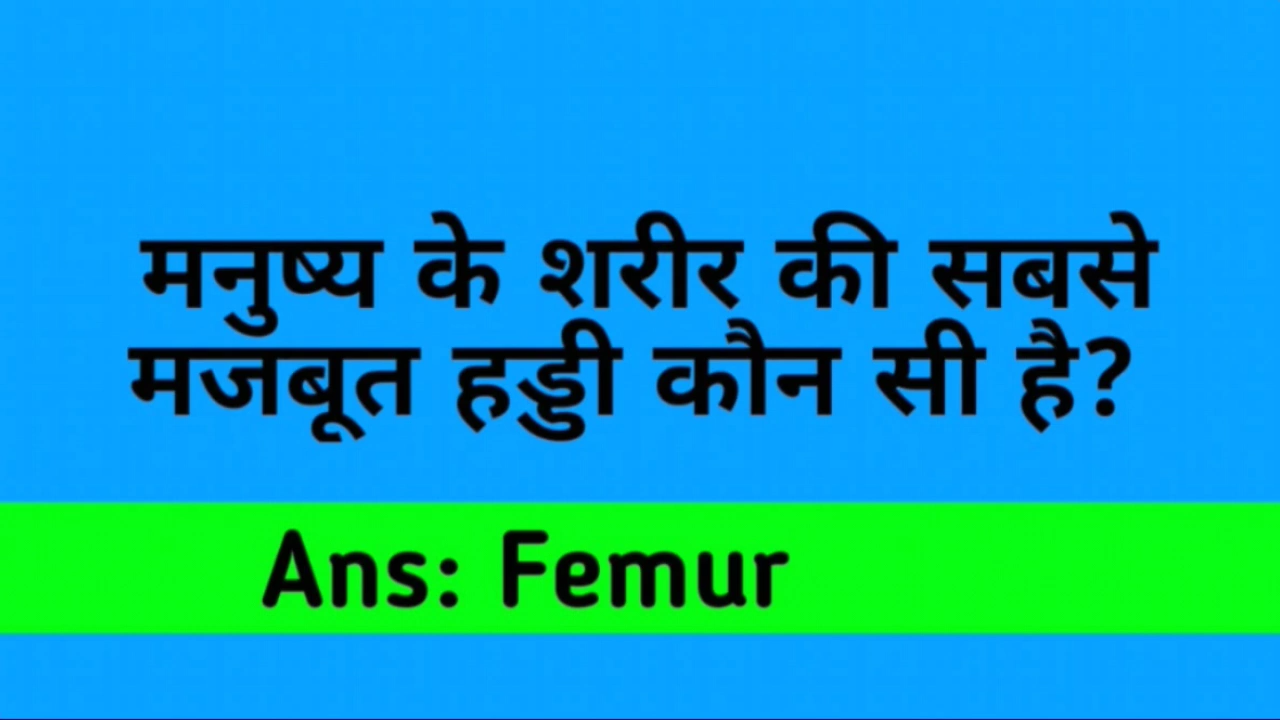 मनुष्य के शरीर की सबसे
मजबूत हड्डी कौन सी है?
Ans: Femur